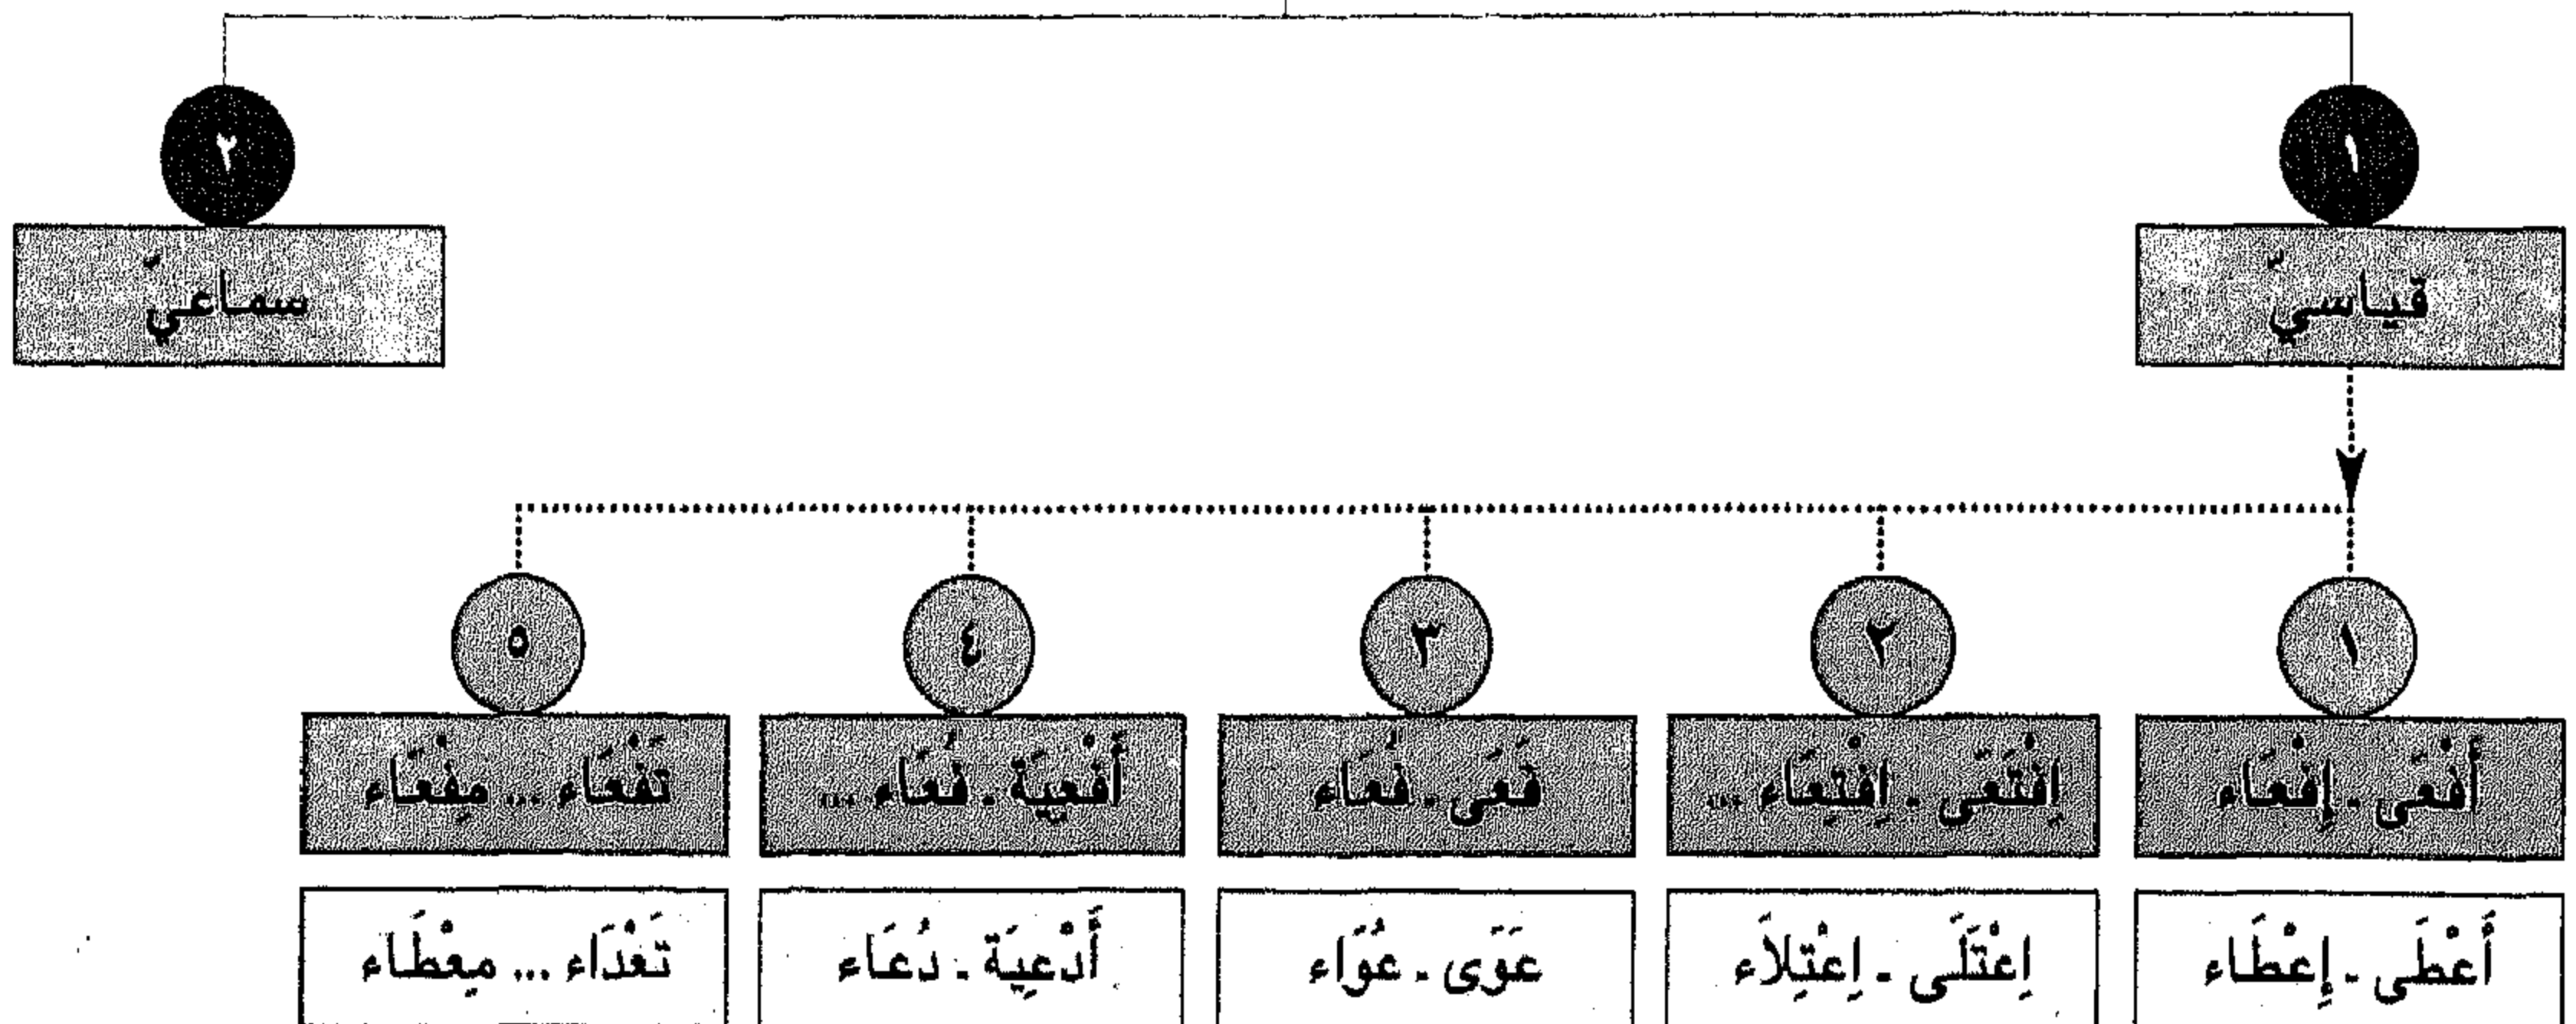 ١
٢
قياسيّ
سماعيّ
١
٢
٣
٤
٥
أَفْعَى - إِفْعَاء
اِفْتَعَى - اِفْتِعَاء ...
فَعَى - فُعَاء
أَفْعِيَة - فُعَاء ...
تَفْعَاء ... مِفْعَاء
أَعْطَى - إِعْطَاء
اِعْتَلَى - اِعْتِلاَء
عَوَى - عُوَاء
أَدْعِيَة - دُعَاء
تَعْدَاء ... مِعْطَاء